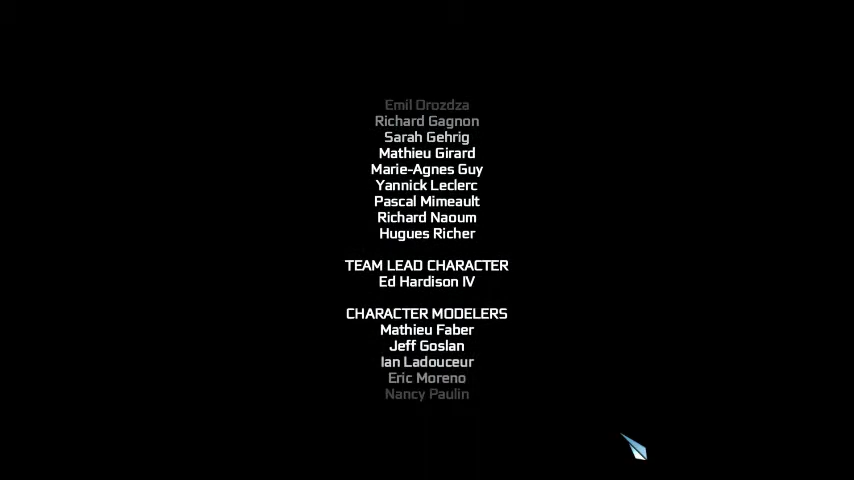 Emil Drozdza
Richard Gagnon
Sarah Gehrig
Mathieu Girard
Marie-Agnes Guy
Yannick Leclerc
Pascal Mimeault
Richard Naoum
Hugues Richer
TEAM LEAD CHARACTER
Ed Hardison IV
CHARACTER MODELERS
Mathieu Faber
Jeff Goslan
Ian Ladouceur
Eric Moreno
Nancy Paulin